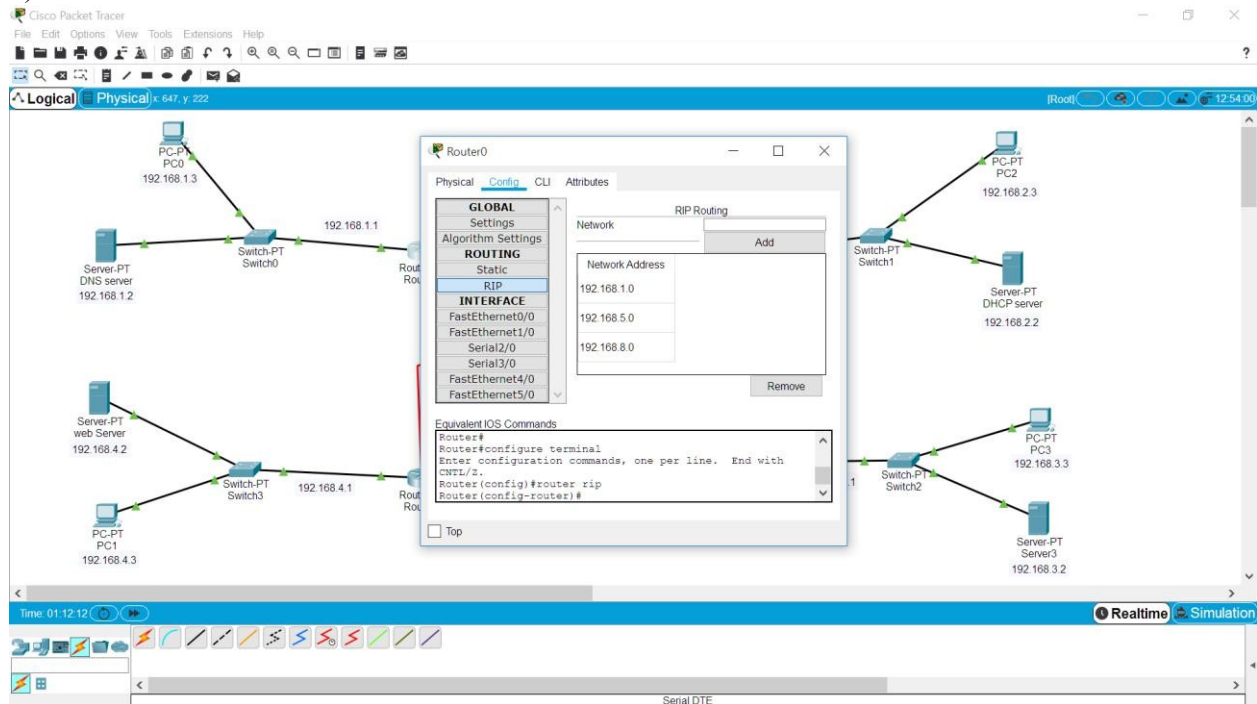 Cisco Packet Tracer
File Edit Options View Tools Extensions Help
?
Logical Physical x: 647, y: 222 [Root] 12:54:00
PC-PT
PC0
192.168.1.3
Server-PT
DNS server
192.168.1.2
Switch-PT
Switch0
192.168.1.1
Rout
Rou
Server-PT
web Server
192.168.4.2
Switch-PT
Switch3
192.168.4.1
Rout
Rou
PC-PT
PC1
192.168.4.3
Router0
Physical Config CLI Attributes
GLOBAL
Settings
Algorithm Settings
ROUTING
Static
RIP
INTERFACE
FastEthernet0/0
FastEthernet1/0
Serial2/0
Serial3/0
FastEthernet4/0
FastEthernet5/0
RIP Routing
Network
Add
Network Address
192.168.1.0
192.168.5.0
192.168.8.0
Remove
Equivalent IOS Commands
Router#
Router#configure terminal
Enter configuration commands, one per line. End with
CNTL/Z.
Router(config)#router rip
Router(config-router)#
Top
PC-PT
PC2
192.168.2.3
Switch-PT
Switch1
Server-PT
DHCP server
192.168.2.2
PC-PT
PC3
192.168.3.3
.1
Switch-PT
Switch2
Server-PT
Server3
192.168.3.2
Time: 01:12:12 Realtime Simulation
Serial DTE